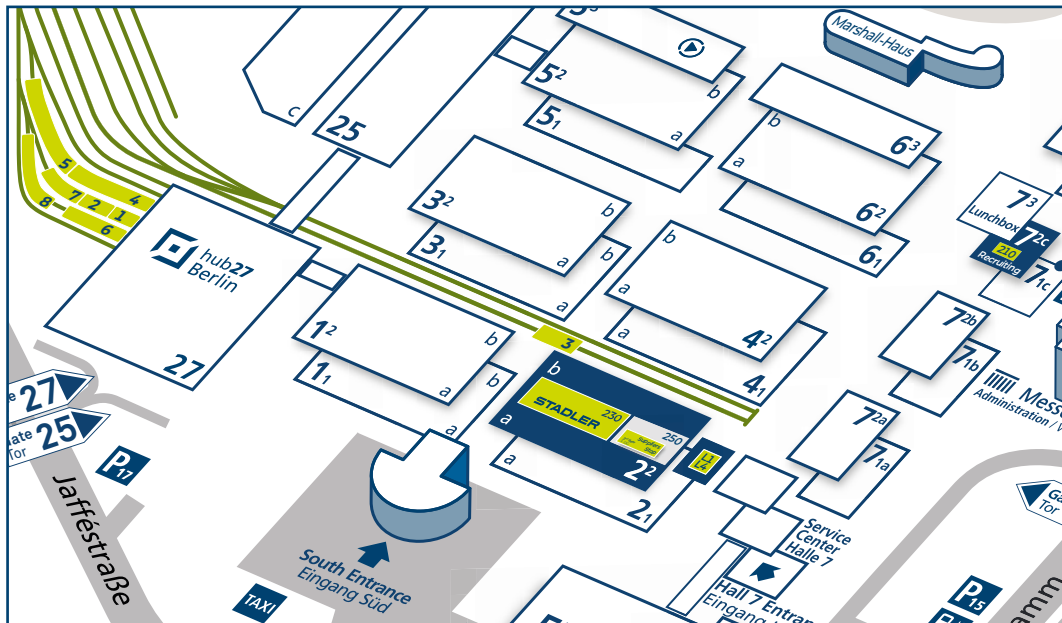 Marshall-Haus
5³
5²
b
a
5₁
c
25
6³
b
a
6²
6₁
7³
Lunchbox
7²ᶜ
210
Recruiting
7₁c
5
4
7
2
1
8
6
3²
b
a
3₁
b
a
b
a
4²
a
4₁
hub27
Berlin
27
1²
b
a
1₁
b
a
3
b
STADLER
230
250
a
2²
a
2₁
L1
L4
7²ᵇ
7₁b
7²ᵃ
7₁a
Administration / V
27
25
Tor
P17
Jafféstraße
South Entrance
Eingang Süd
TAXI
Service
Center
Halle 7
Hall 7
Eingang
Tor
P15